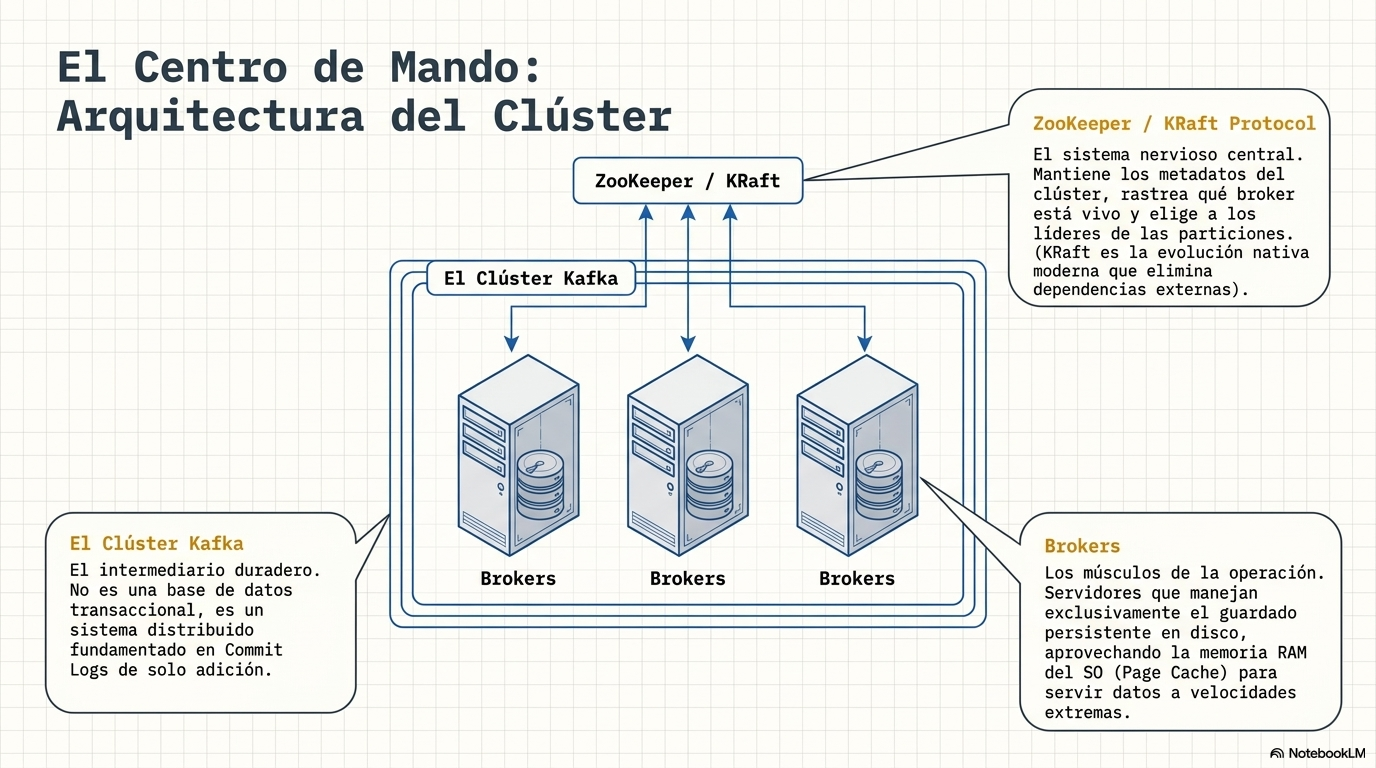 El Centro de Mando:
Arquitectura del Clúster
ZooKeeper / KRaft
ZooKeeper / KRaft Protocol
El sistema nervioso central.
Mantiene los metadatos del
clúster, rastrea qué broker
está vivo y elige a los
líderes de las particiones.
(KRaft es la evolución nativa
moderna que elimina
dependencias externas).
El Clúster Kafka
Brokers
Brokers
Brokers
El Clúster Kafka
El intermediario duradero.
No es una base de datos
transaccional, es un
sistema distribuido
fundamentado en Commit
Logs de solo adición.
Brokers
Los músculos de la operación.
Servidores que manejan
exclusivamente el guardado
persistente en disco,
aprovechando la memoria RAM
del SO (Page Cache) para
servir datos a velocidades
extremas.
NotebookLM